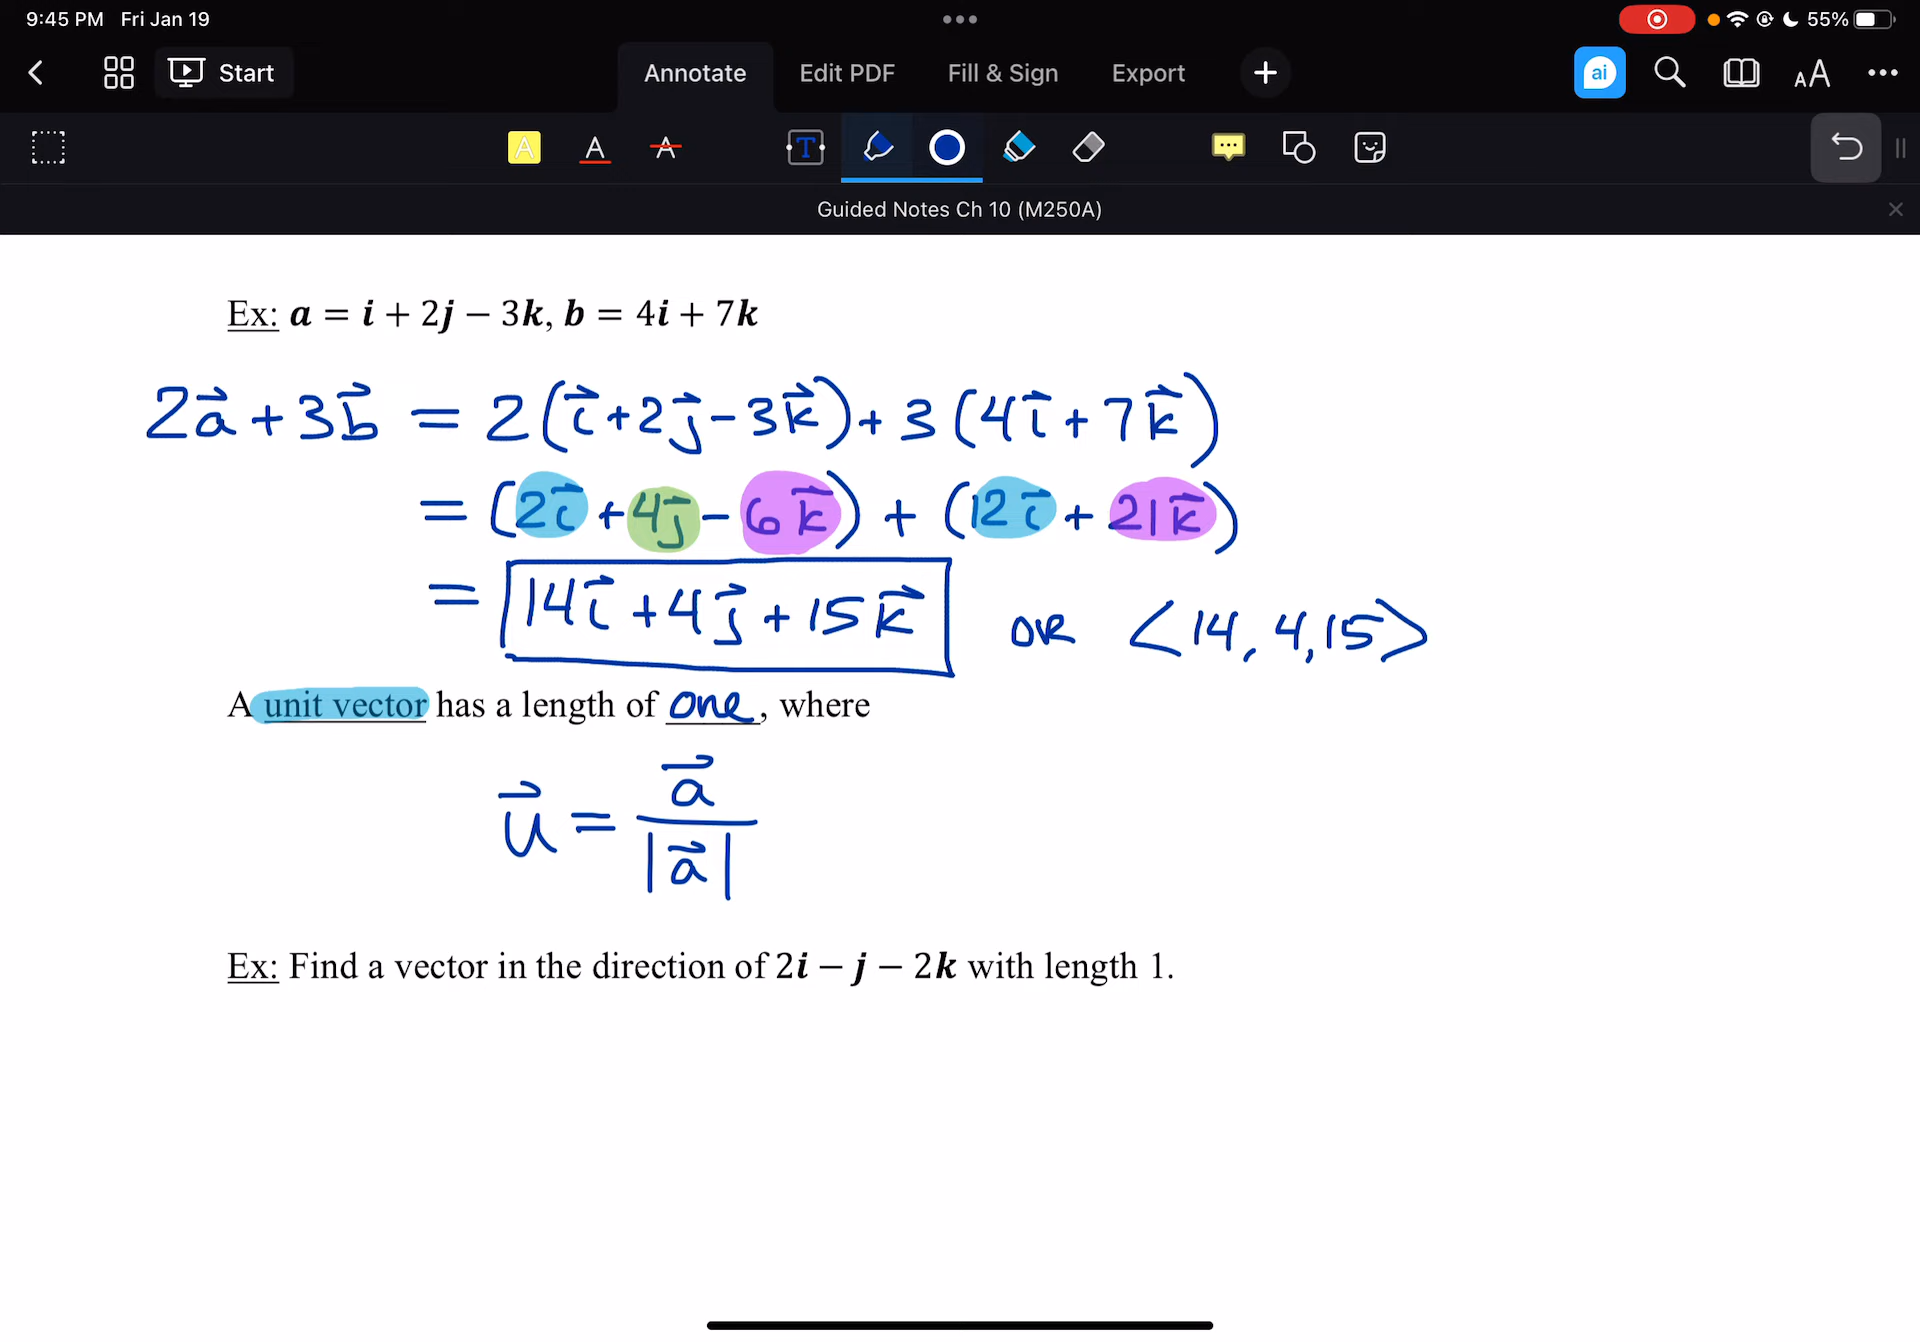 9:45 PM Fri Jan 19
55%
Start
Annotate
Edit PDF
Fill & Sign
Export
ai
AA
A A A T
Guided Notes Ch 10 (M250A)
Ex: a = i + 2j − 3k, b = 4i + 7k
2a⃗ + 3b⃗ = 2(i⃗ + 2j⃗ − 3k⃗) + 3(4i⃗ + 7k⃗)
= (2i⃗ + 4j⃗ − 6k⃗) + (12i⃗ + 21k⃗)
= 14i⃗ + 4j⃗ + 15k⃗ OR ⟨14, 4, 15⟩
A unit vector has a length of one, where
u⃗ = a⃗ / |a⃗|
Ex: Find a vector in the direction of 2i − j − 2k with length 1.